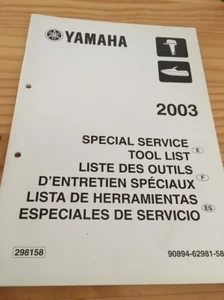 YAMAHA
2003
SPECIAL SERVICE
TOOL LIST E
LISTE DES OUTILS
D'ENTRETIEN SPÉCIAUX F
LISTA DE HERRAMIENTAS
ESPECIALES DE SERVICIO ES
298158
90894-62981-58